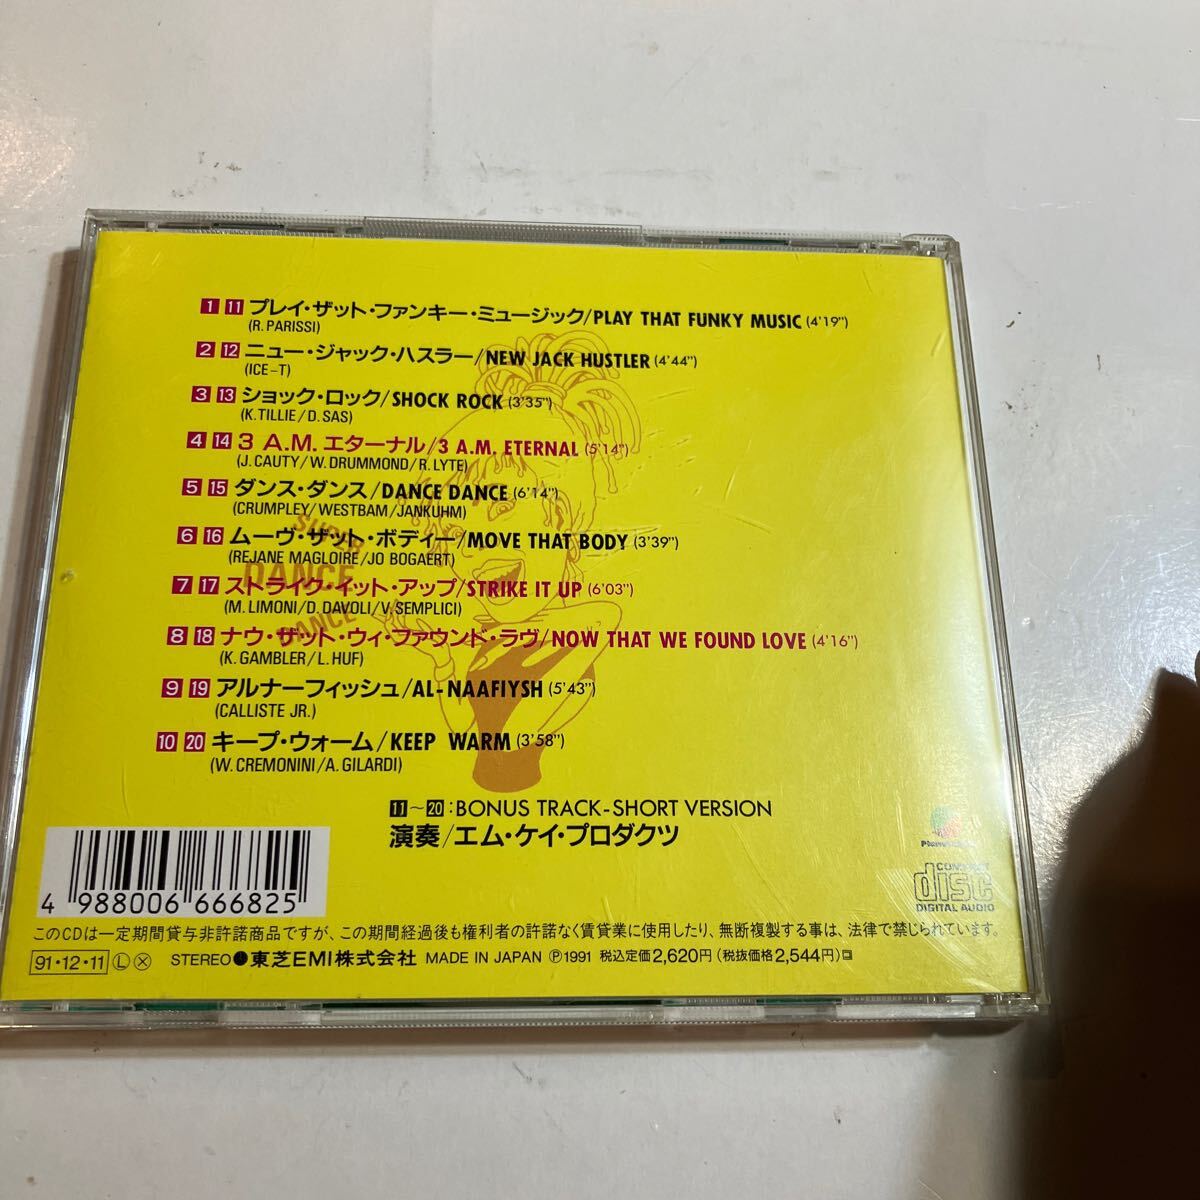 1 11 プレイ・ザット・ファンキー・ミュージック/PLAY THAT FUNKY MUSIC (4'19")
(R. PARISSI)
2 12 ニュー・ジャック・ハスラー/NEW JACK HUSTLER (4'44")
(ICE-T)
3 13 ショック・ロック/SHOCK ROCK (3'35")
(K. TILLIE/D. SAS)
4 14 3 A.M. エターナル/3 A.M. ETERNAL (5'14")
(J. CAUTY/W. DRUMMOND/R. LYTE)
5 15 ダンス・ダンス/DANCE DANCE (6'14")
(CRUMPLEY/WESTBAM/JANKUHM)
6 16 ムーヴ・ザット・ボディー/MOVE THAT BODY (3'39")
(REJANE MAGLOIRE/JO BOGAERT)
7 17 ストライク・イット・アップ/STRIKE IT UP (6'03")
(M. LIMONI/D. DAVOLI/V. SEMPLICI)
8 18 ナウ・ザット・ウィ・ファウンド・ラヴ/NOW THAT WE FOUND LOVE (4'16")
(K. GAMBLER/L. HUF)
9 19 アルナーフィッシュ/AL-NAAFIYSH (5'43")
(CALLISTE JR.)
10 20 キープ・ウォーム/KEEP WARM (3'58")
(W. CREMONINI/A. GILARDI)
SUPER
DANCE
DANCE
11～20:BONUS TRACK-SHORT VERSION
演奏/エム・ケイ・プロダクツ
COMPACT
disc
DIGITAL AUDIO
4 988006 666825
このCDは一定期間貸与非許諾商品ですが、この期間経過後も権利者の許諾なく賃貸業に使用したり、無断複製する事は、法律で禁じられています。
91・12・11 Ⓛ Ⓧ STEREO 東芝EMI株式会社 MADE IN JAPAN ℗1991 税込定価2,620円(税抜価格2,544円)